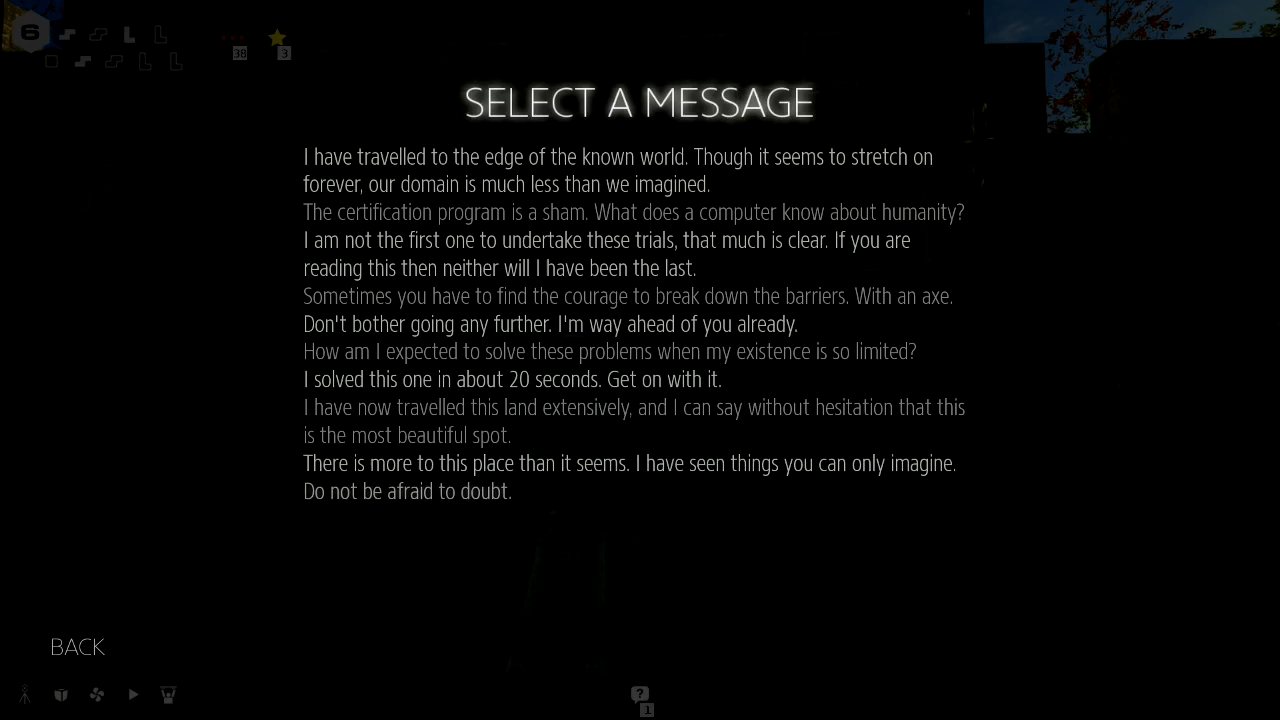 6
38
3
SELECT A MESSAGE
I have travelled to the edge of the known world. Though it seems to stretch on
forever, our domain is much less than we imagined.
The certification program is a sham. What does a computer know about humanity?
I am not the first one to undertake these trials, that much is clear. If you are
reading this then neither will I have been the last.
Sometimes you have to find the courage to break down the barriers. With an axe.
Don't bother going any further. I'm way ahead of you already.
How am I expected to solve these problems when my existence is so limited?
I solved this one in about 20 seconds. Get on with it.
I have now travelled this land extensively, and I can say without hesitation that this
is the most beautiful spot.
There is more to this place than it seems. I have seen things you can only imagine.
Do not be afraid to doubt.
BACK
?
1